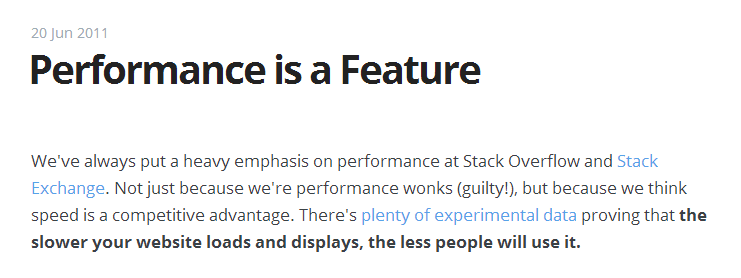 20 Jun 2011
Performance is a Feature
We've always put a heavy emphasis on performance at Stack Overflow and Stack
Exchange. Not just because we're performance wonks (guilty!), but because we think
speed is a competitive advantage. There's plenty of experimental data proving that the
slower your website loads and displays, the less people will use it.